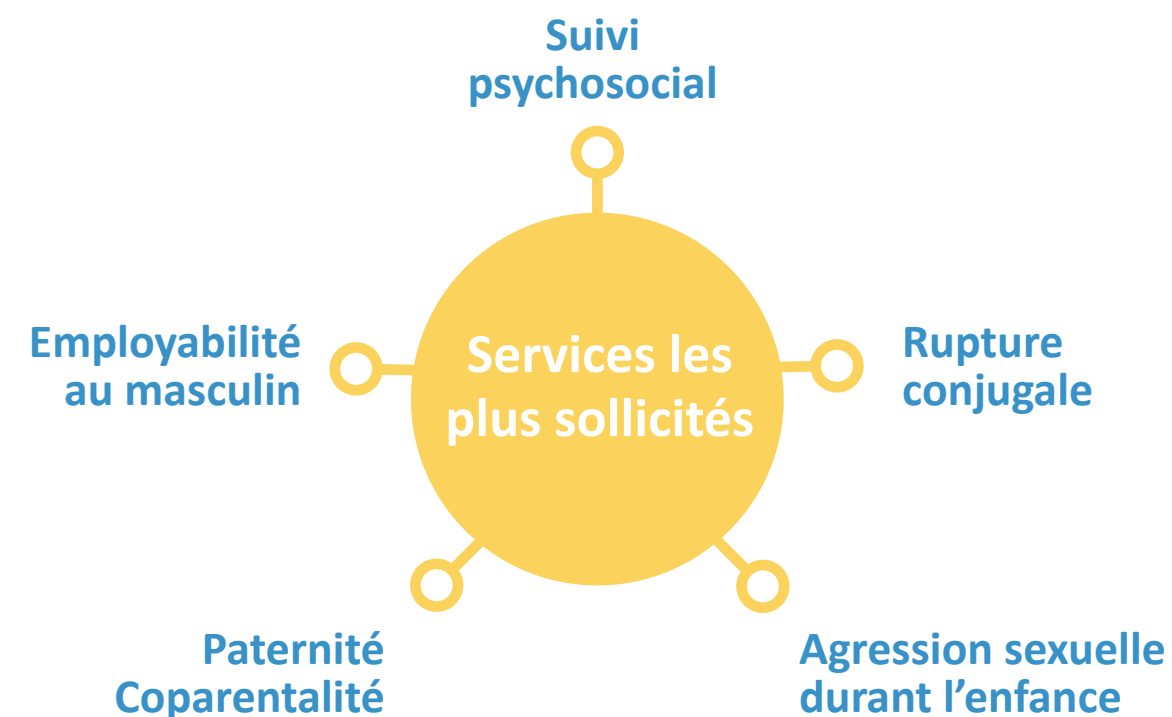 Suivi
psychosocial
Services les
plus sollicités
Employabilité
au masculin
Rupture
conjugale
Paternité
Coparentalité
Agression sexuelle
durant l’enfance